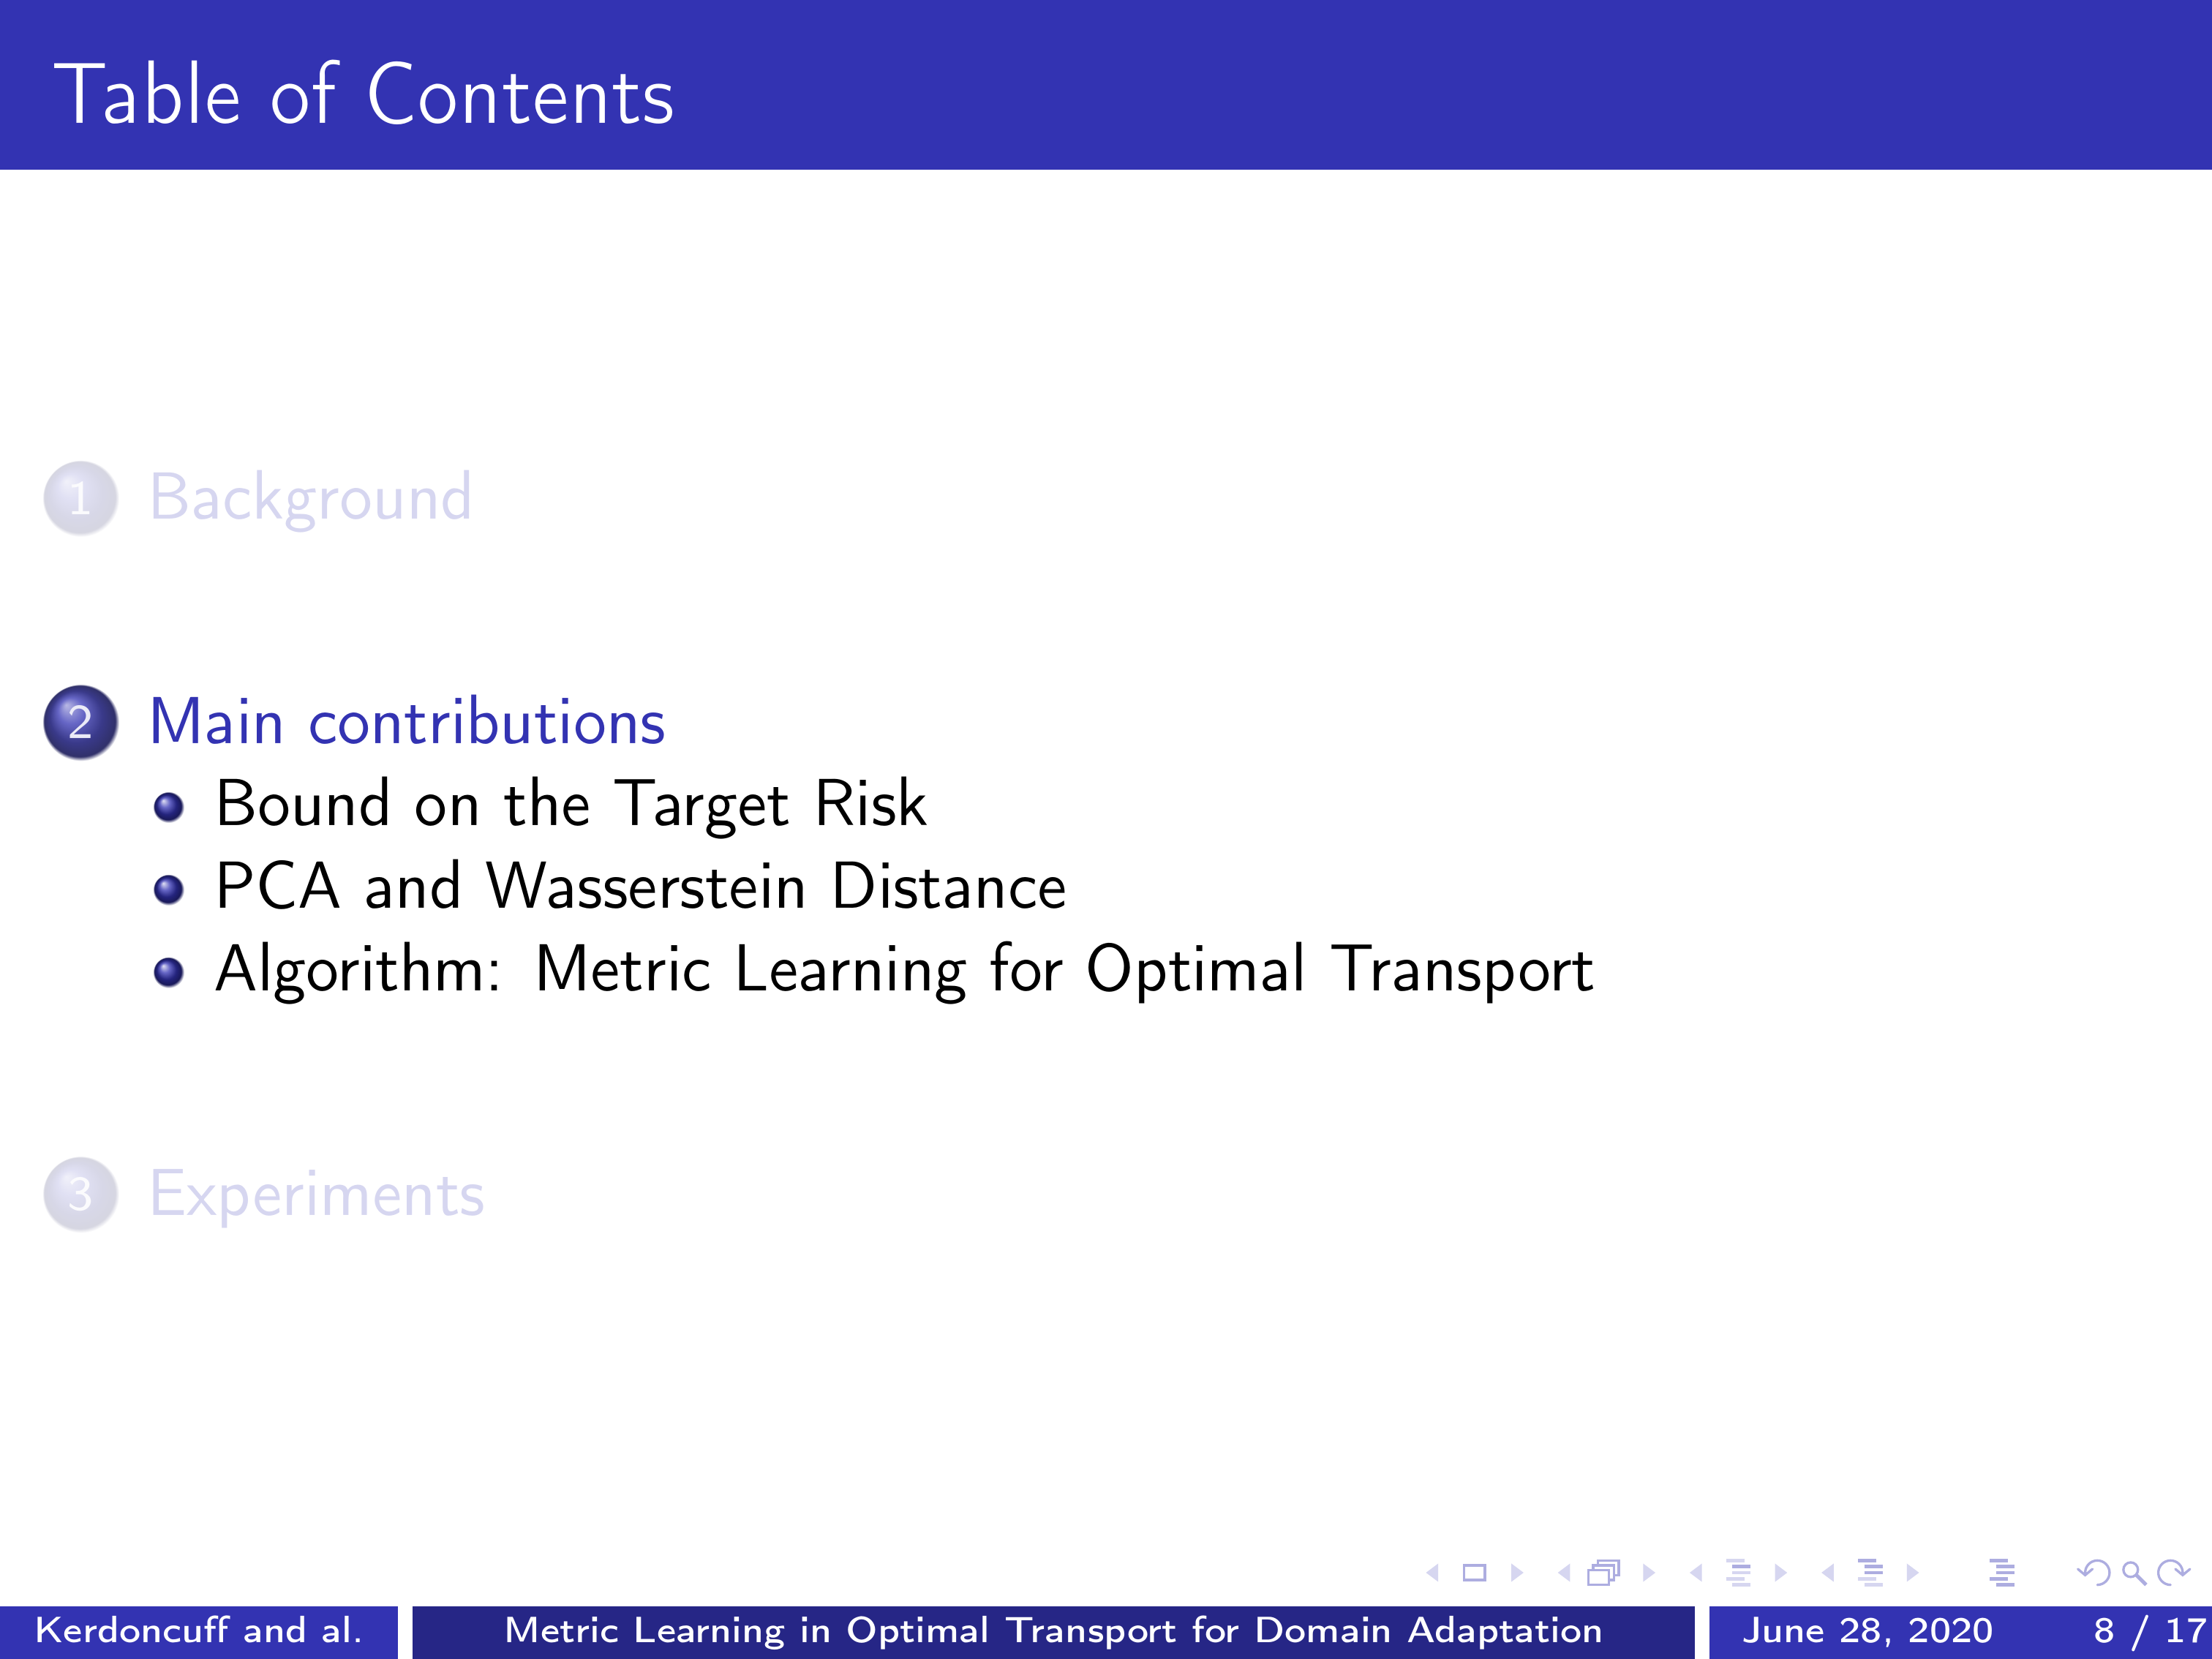 Table of Contents
1 Background
2 Main contributions
Bound on the Target Risk
PCA and Wasserstein Distance
Algorithm: Metric Learning for Optimal Transport
3 Experiments
Kerdoncuff and al.
Metric Learning in Optimal Transport for Domain Adaptation
June 28, 2020
8 / 17